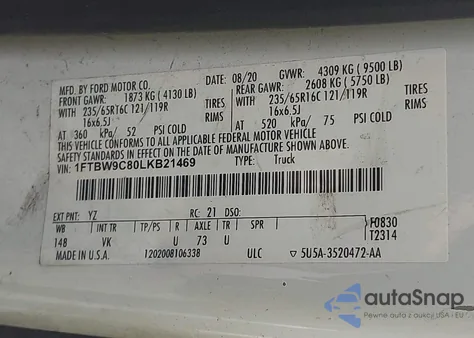 MFD. BY FORD MOTOR CO.
DATE: 08/20 GVWR: 4309 KG ( 9500 LB)
FRONT GAWR: 1873 KG ( 4130 LB) REAR GAWR: 2608 KG ( 5750 LB)
WITH 235/65R16C 121/119R TIRES WITH 235/65R16C 121/119R TIRES
16x6.5J RIMS 16x6.5J RIMS
AT 360 kPa/ 52 PSI COLD AT 520 kPa/ 75 PSI COLD
THIS VEHICLE CONFORMS TO ALL APPLICABLE FEDERAL MOTOR VEHICLE
SAFETY STANDARDS IN EFFECT ON THE DATE OF MANUFACTURE SHOWN ABOVE.
VIN: 1FTBW9C80LKB21469 TYPE: Truck
EXT PNT: YZ RC: 21 DSO:
WB INT TR TP/PS R AXLE TR SPR
148 VK U 73 U
F0830
T2314
MADE IN U.S.A. 1202008106338 ULC ▽ 5U5A-3520472-AA
autoSnap
Pewne auto z USA i EU